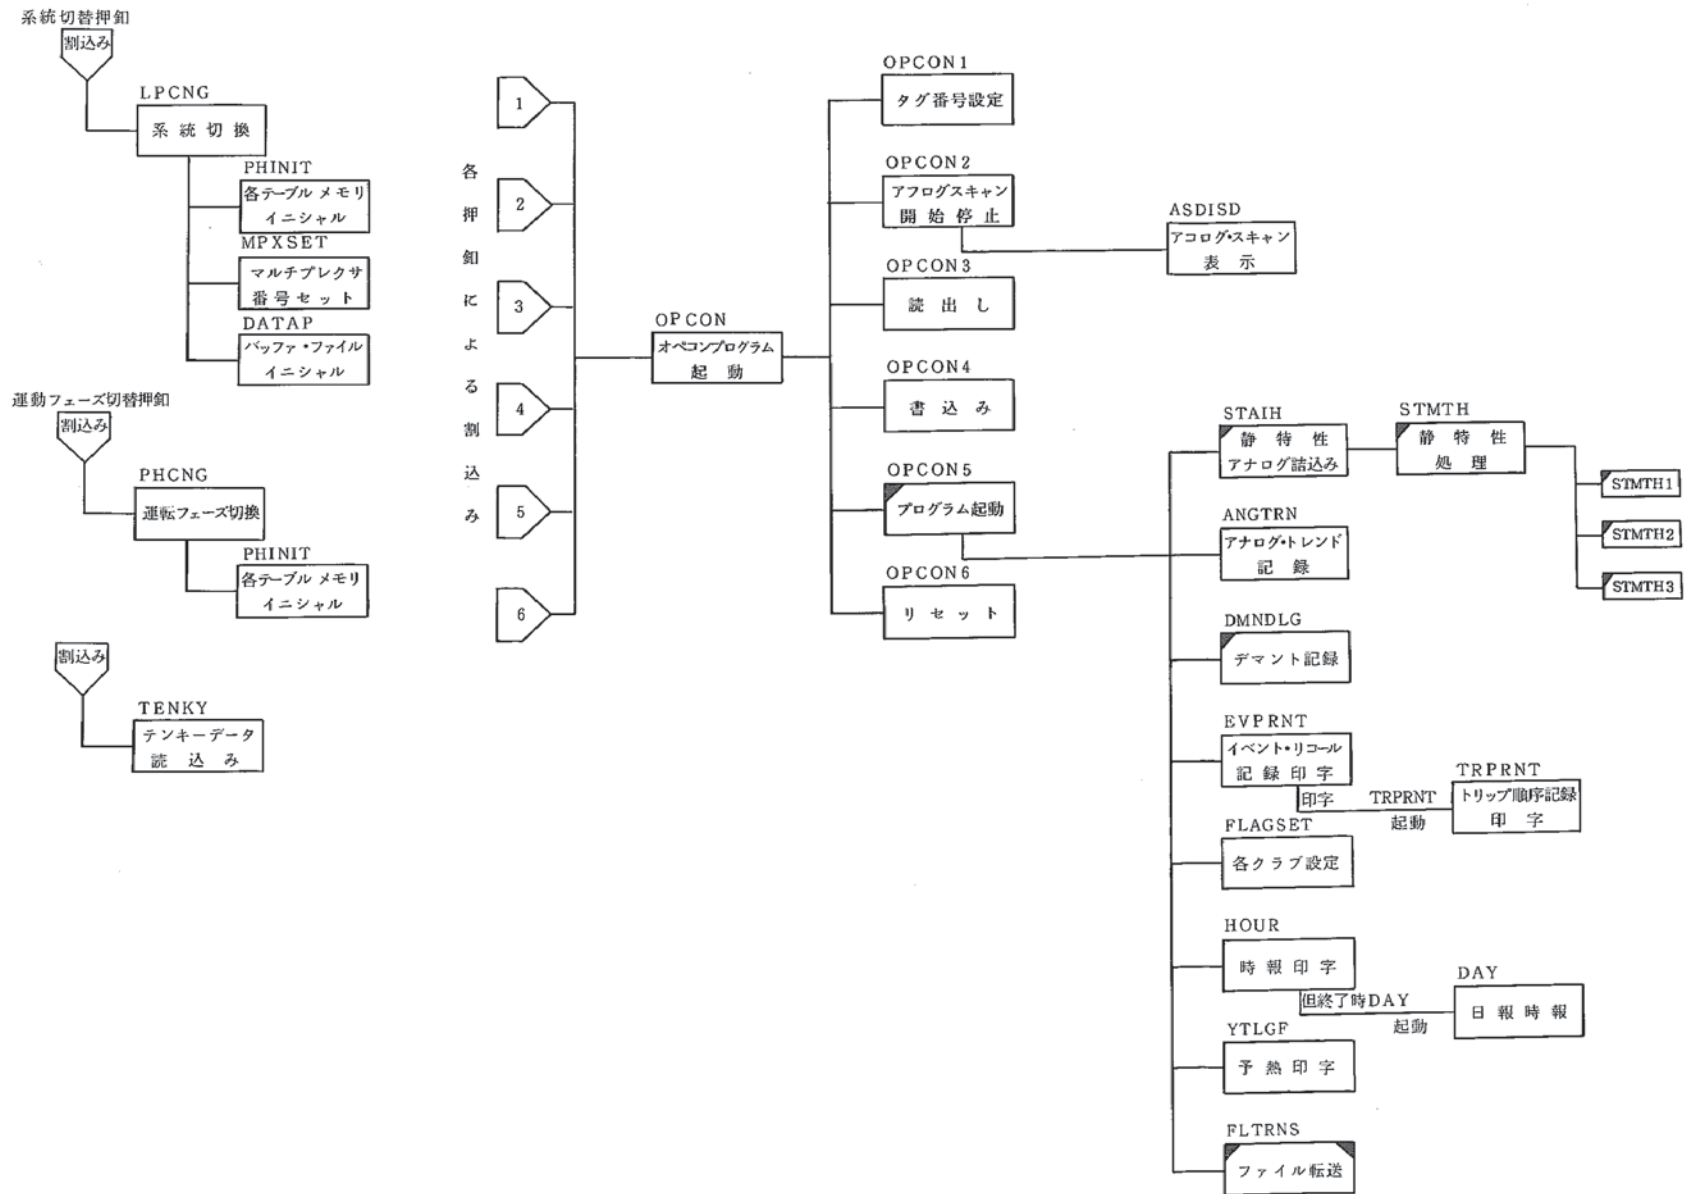 系統切替押釦
割込み
LPCNG
系統切換
PHINIT
各テーブル メモリ
イニシャル
MPXSET
マルチプレクサ
番号セット
DATAP
バッファ・ファイル
イニシャル
運動フェーズ切替押釦
割込み
PHCNG
運転フェーズ切換
PHINIT
各テーブル メモリ
イニシャル
割込み
TENKY
テンキーデータ
読込み
1
2
3
4
5
6
各押釦による割込み
OPCON
オペコンプログラム
起動
OPCON1
タグ番号設定
OPCON2
アフログスキャン
開始停止
ASDISD
アコログ・スキャン
表示
OPCON3
読出し
OPCON4
書込み
OPCON5
プログラム起動
OPCON6
リセット
STAIH
静特性
アナログ詰込み
STMTH
静特性
処理
STMTH1
STMTH2
STMTH3
ANGTRN
アナログ・トレンド
記録
DMNDLG
デマント記録
EVPRNT
イベント・リコール
記録印字
印字
TRPRNT
起動
TRPRNT
トリップ順序記録
印字
FLAGSET
各クラブ設定
HOUR
時報印字
但終了時DAY
起動
DAY
日報時報
YTLGF
予熱印字
FLTRNS
ファイル転送